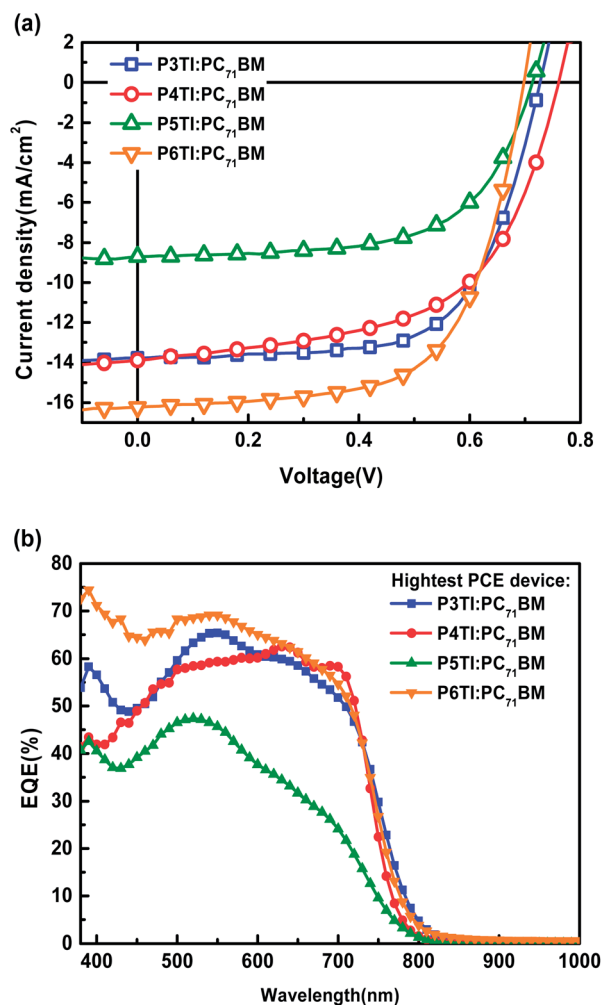 (a)
2
0
-2
-4
-6
-8
-10
-12
-14
-16
Current density(mA/cm²)
P3TI:PC₇₁BM
P4TI:PC₇₁BM
P5TI:PC₇₁BM
P6TI:PC₇₁BM
0.0 0.2 0.4 0.6 0.8
Voltage(V)
(b)
80
70
60
50
40
30
20
10
0
EQE(%)
Hightest PCE device:
P3TI:PC₇₁BM
P4TI:PC₇₁BM
P5TI:PC₇₁BM
P6TI:PC₇₁BM
400 500 600 700 800 900 1000
Wavelength(nm)